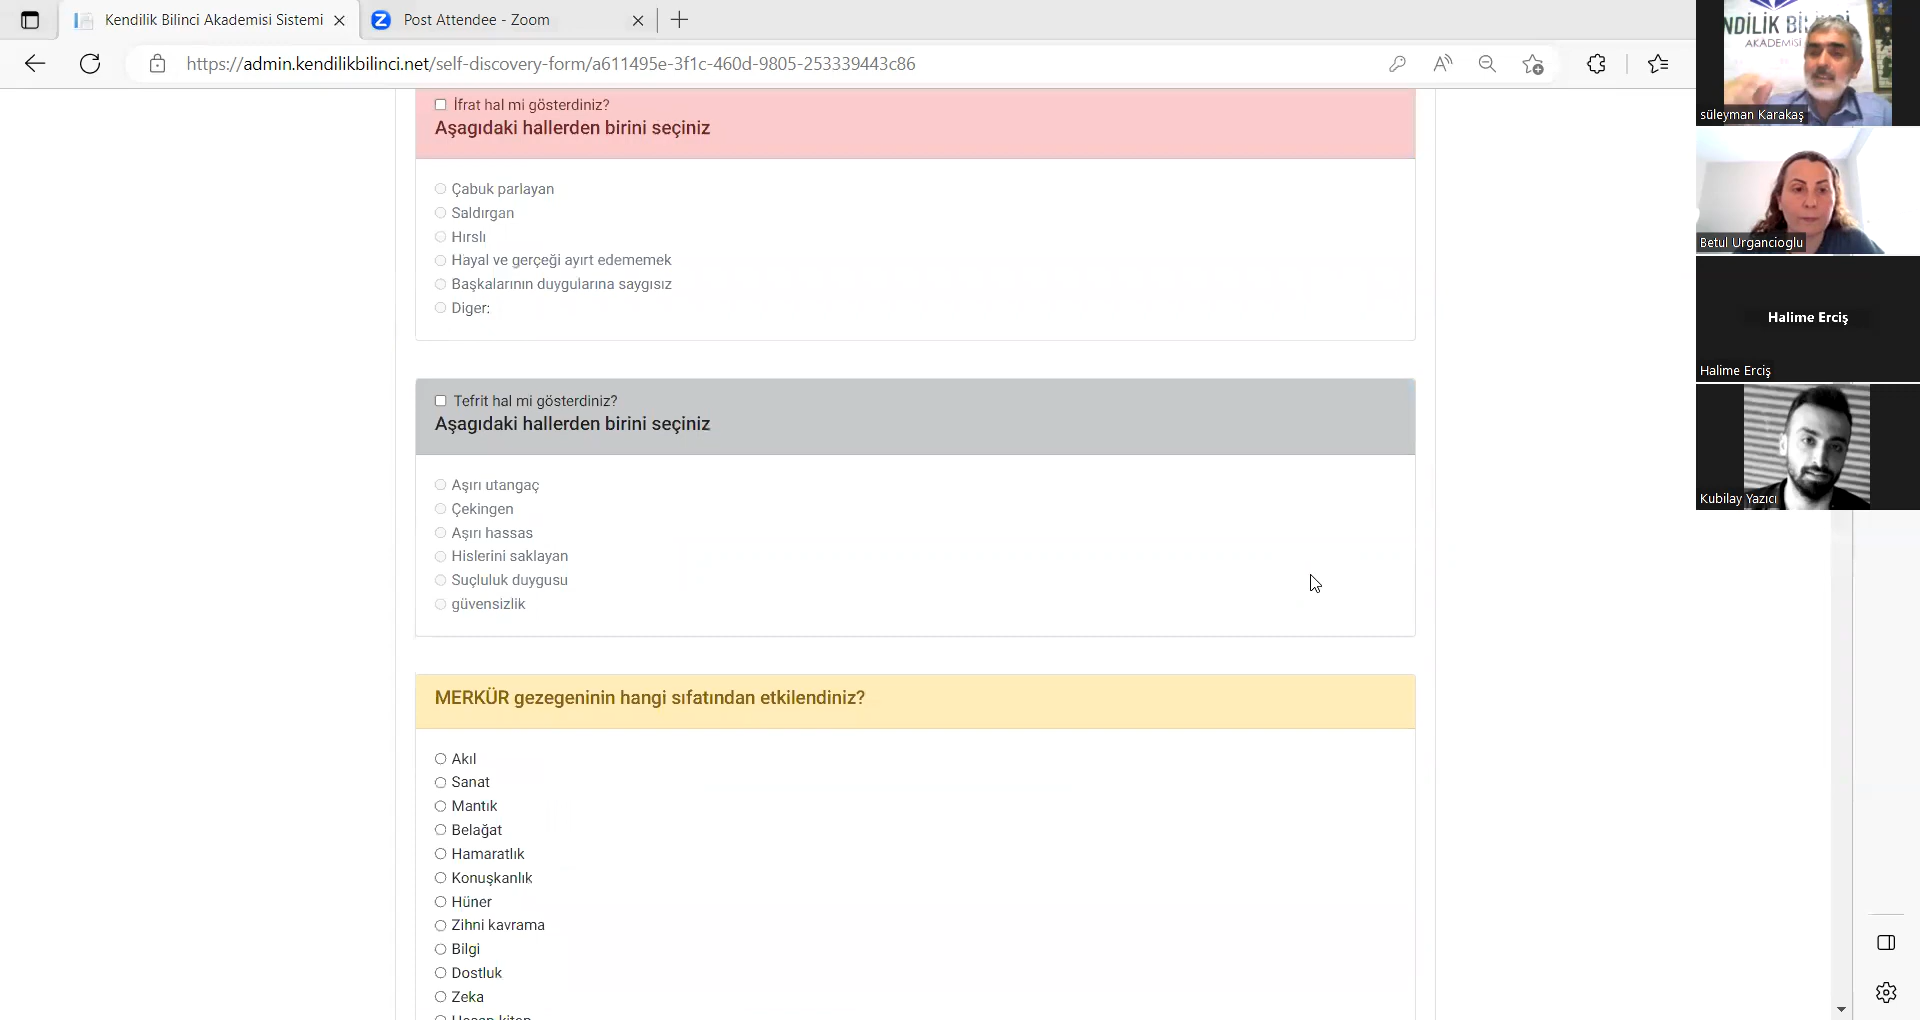 Kendilik Bilinci Akademisi Sistemi
Post Attendee - Zoom
https://admin.kendilikbilinci.net/self-discovery-form/a611495e-3f1c-460d-9805-253339443c86
İfrat hal mi gösterdiniz?
Aşagıdaki hallerden birini seçiniz
Çabuk parlayan
Saldırgan
Hırslı
Hayal ve gerçeği ayırt edememek
Başkalarının duygularına saygısız
Diger:
Tefrit hal mi gösterdiniz?
Aşagıdaki hallerden birini seçiniz
Aşırı utangaç
Çekingen
Aşırı hassas
Hislerini saklayan
Suçluluk duygusu
güvensizlik
MERKÜR gezegeninin hangi sıfatından etkilendiniz?
Akıl
Sanat
Mantık
Belağat
Hamaratlık
Konuşkanlık
Hüner
Zihni kavrama
Bilgi
Dostluk
Zeka
AKADEMİSİ
süleyman Karakaş
Betul Urgancioglu
Halime Erciş
Halime Erciş
Kubilay Yazıcı